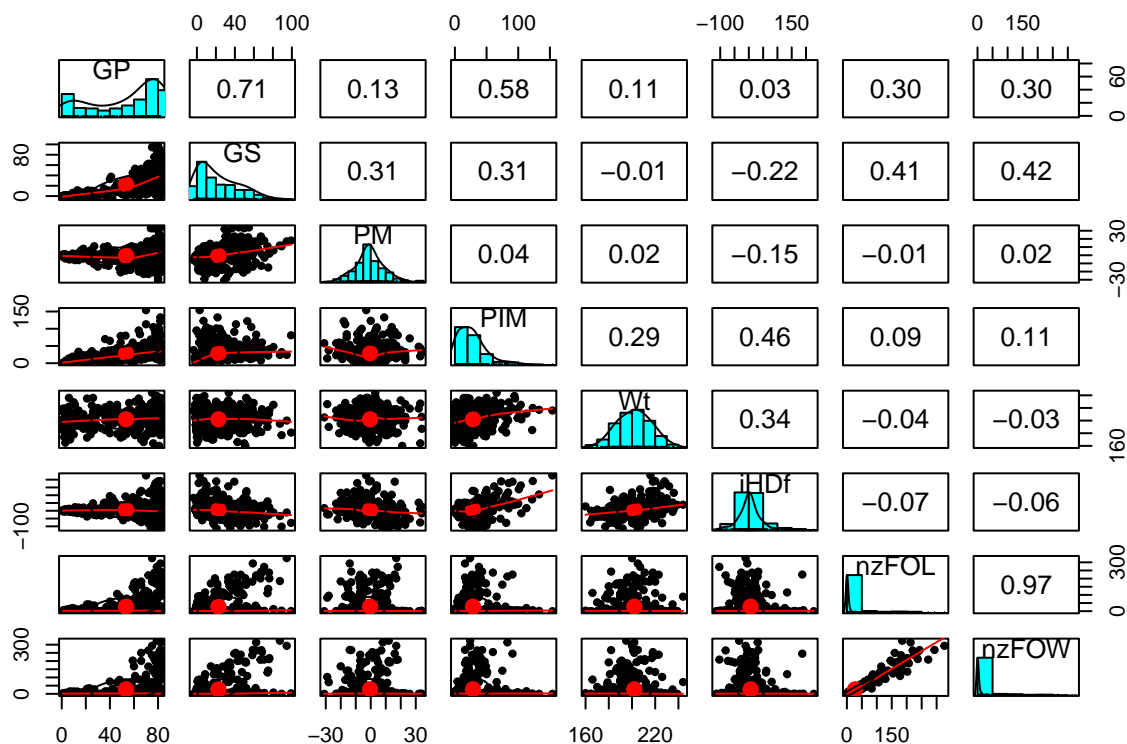 0 40 100 0 100 −100 150 0 150
GP 0.71 0.13 0.58 0.11 0.03 0.30 0.30 0 60
0 80 GS 0.31 0.31 −0.01 −0.22 0.41 0.42
PM 0.04 0.02 −0.15 −0.01 0.02 −30 30
0 150 PIM 0.29 0.46 0.09 0.11
Wt 0.34 −0.04 −0.03 160
−100 iHDf −0.07 −0.06
nzFOL 0.97 0 300
0 300 nzFOW
0 40 80 −30 0 30 160 220 0 150